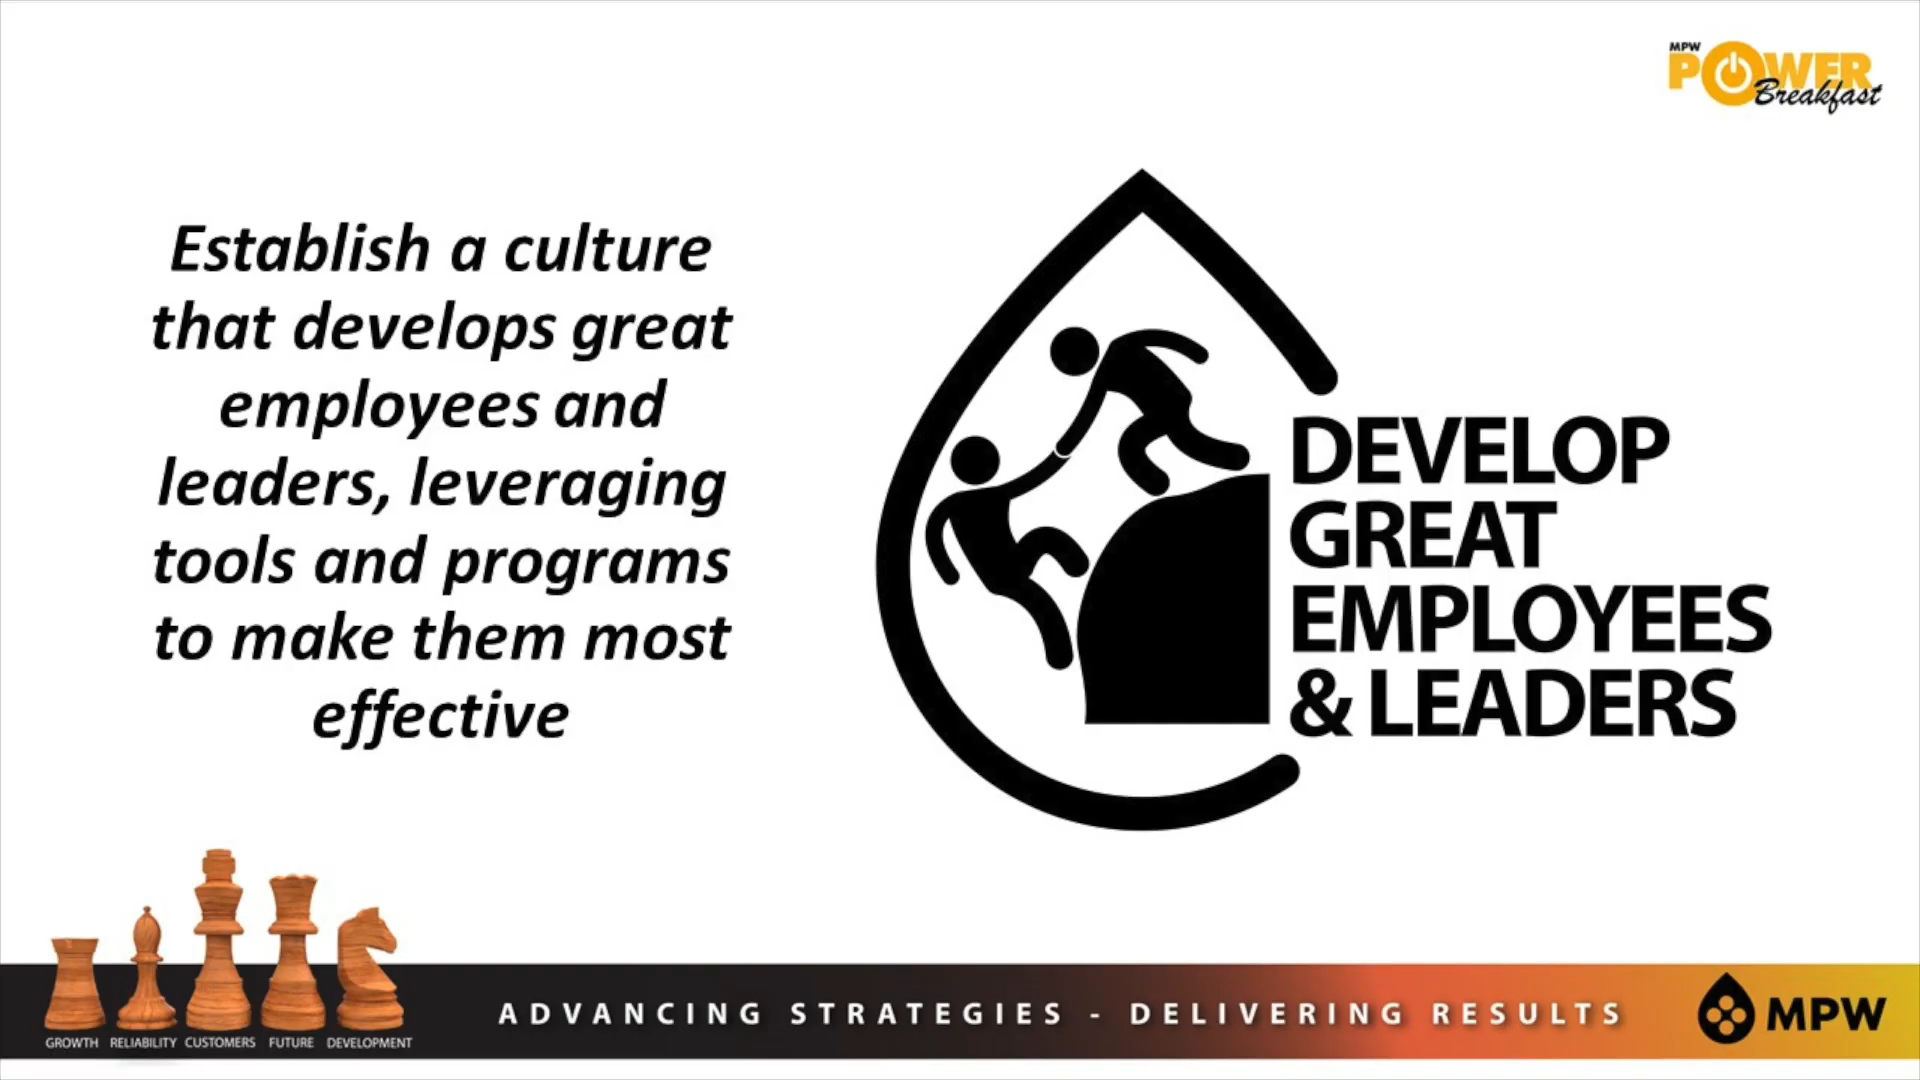 MPW
POWER
Breakfast
Establish a culture
that develops great
employees and
leaders, leveraging
tools and programs
to make them most
effective
DEVELOP
GREAT
EMPLOYEES
& LEADERS
GROWTH RELIABILITY CUSTOMERS FUTURE DEVELOPMENT
ADVANCING STRATEGIES - DELIVERING RESULTS
MPW